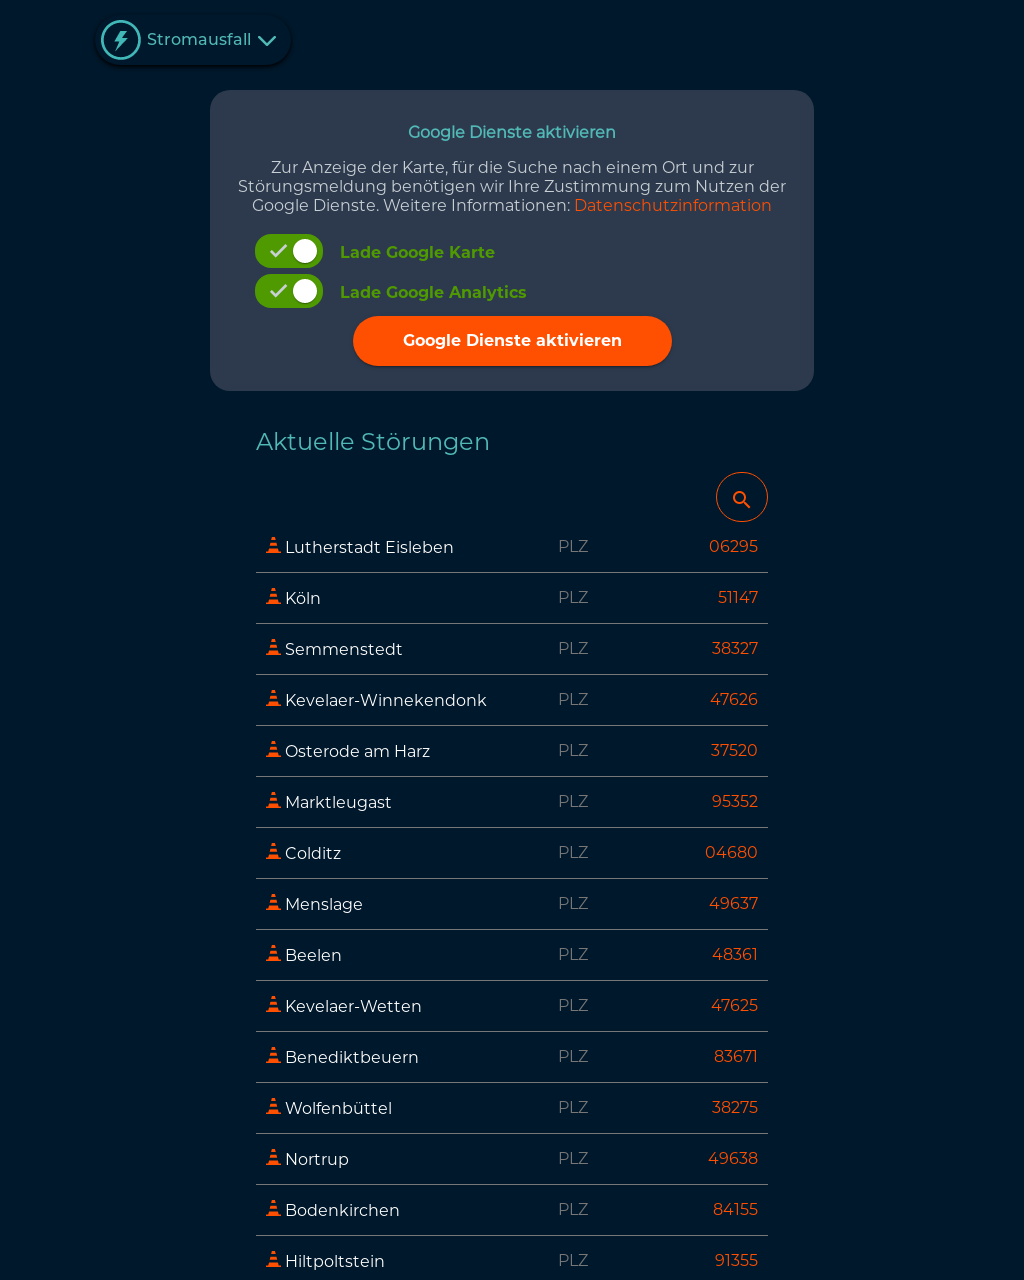 Stromausfall
Google Dienste aktivieren
Zur Anzeige der Karte, für die Suche nach einem Ort und zur
Störungsmeldung benötigen wir Ihre Zustimmung zum Nutzen der
Google Dienste. Weitere Informationen: Datenschutzinformation
Lade Google Karte
Lade Google Analytics
Google Dienste aktivieren
Aktuelle Störungen
Lutherstadt Eisleben PLZ 06295
Köln PLZ 51147
Semmenstedt PLZ 38327
Kevelaer-Winnekendonk PLZ 47626
Osterode am Harz PLZ 37520
Marktleugast PLZ 95352
Colditz PLZ 04680
Menslage PLZ 49637
Beelen PLZ 48361
Kevelaer-Wetten PLZ 47625
Benediktbeuern PLZ 83671
Wolfenbüttel PLZ 38275
Nortrup PLZ 49638
Bodenkirchen PLZ 84155
Hiltpoltstein PLZ 91355